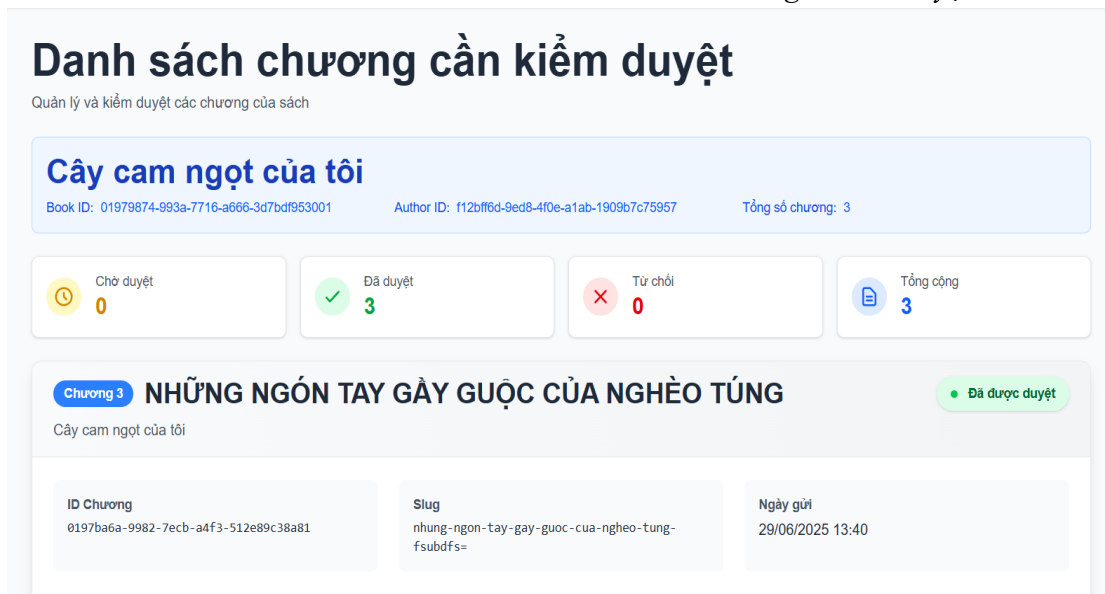 Danh sách chương cần kiểm duyệt
Quản lý và kiểm duyệt các chương của sách
Cây cam ngọt của tôi
Book ID: 01979874-993a-7716-a666-3d7bdf953001 Author ID: f12bff6d-9ed8-4f0e-a1ab-1909b7c75957 Tổng số chương: 3
Chờ duyệt
0
Đã duyệt
3
Từ chối
0
Tổng cộng
3
Chương 3 NHỮNG NGÓN TAY GẦY GUỘC CỦA NGHÈO TÚNG
Đã được duyệt
Cây cam ngọt của tôi
ID Chương
0197ba6a-9982-7ecb-a4f3-512e89c38a81
Slug
nhung-ngon-tay-gay-guoc-cua-ngheo-tung-
fsubdfs=
Ngày gửi
29/06/2025 13:40